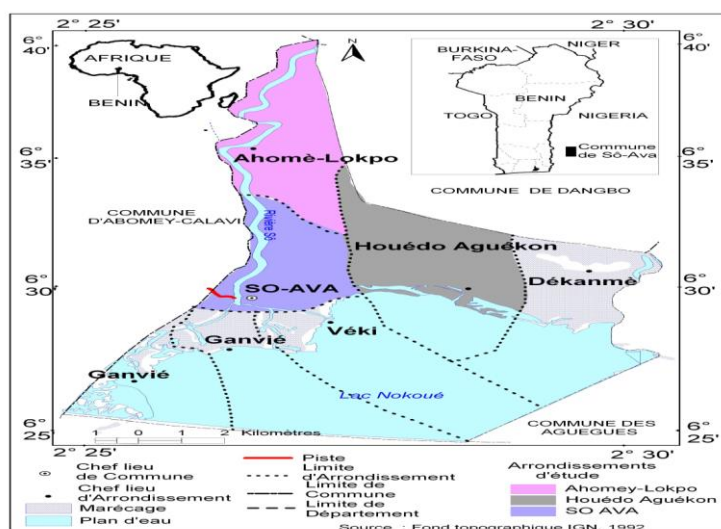 2° 25'
2° 30'
6°
40'
6°
40'
AFRIQUE
BENIN
N
BURKINA-
FASO
NIGER
BENIN
TOGO
NIGERIA
Commune
de Sô-Ava
6°
35'
6°
35'
Ahomè-Lokpo
COMMUNE DE DANGBO
COMMUNE
D'ABOMEY-CALAVI
Rivière Sô
Houédo Aguékon
Dékanmè
6°
30'
6°
30'
SO-AVA
Véki
Ganvié
Ganvié
Lac Nokoué
6°
25'
6°
25'
COMMUNE DES
AGUEGUES
1 0 1 2 Kilomètres
2° 25'
2° 30'
Chef lieu
de Commune
Chef lieu
d'Arrondissement
Marécage
Plan d'eau
Piste
Limite
d'Arrondissement
Limite de
Commune
Limite de
Département
Arrondissements
d'étude
Ahomey-Lokpo
Houédo Aguékon
SO AVA
Source : Fond topographique IGN 1992